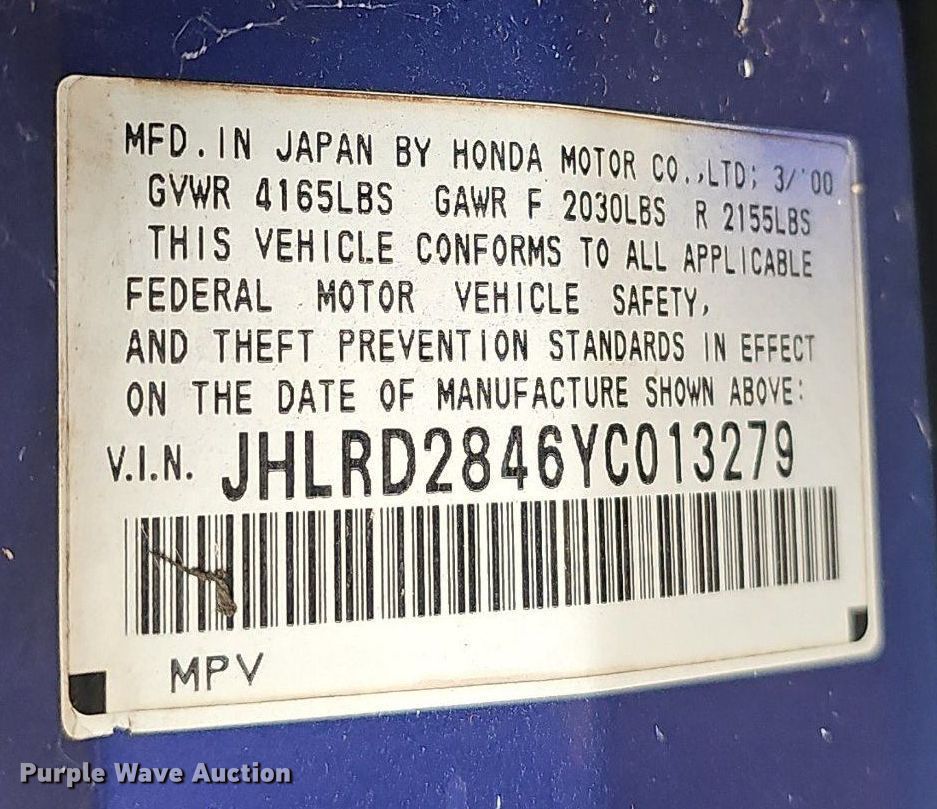 MFD. IN JAPAN BY HONDA MOTOR CO.,LTD; 3/'00
GVWR 4165LBS GAWR F 2030LBS R 2155LBS
THIS VEHICLE CONFORMS TO ALL APPLICABLE
FEDERAL MOTOR VEHICLE SAFETY,
AND THEFT PREVENTION STANDARDS IN EFFECT
ON THE DATE OF MANUFACTURE SHOWN ABOVE:
V.I.N. JHLRD2846YC013279
MPV
Purple Wave Auction